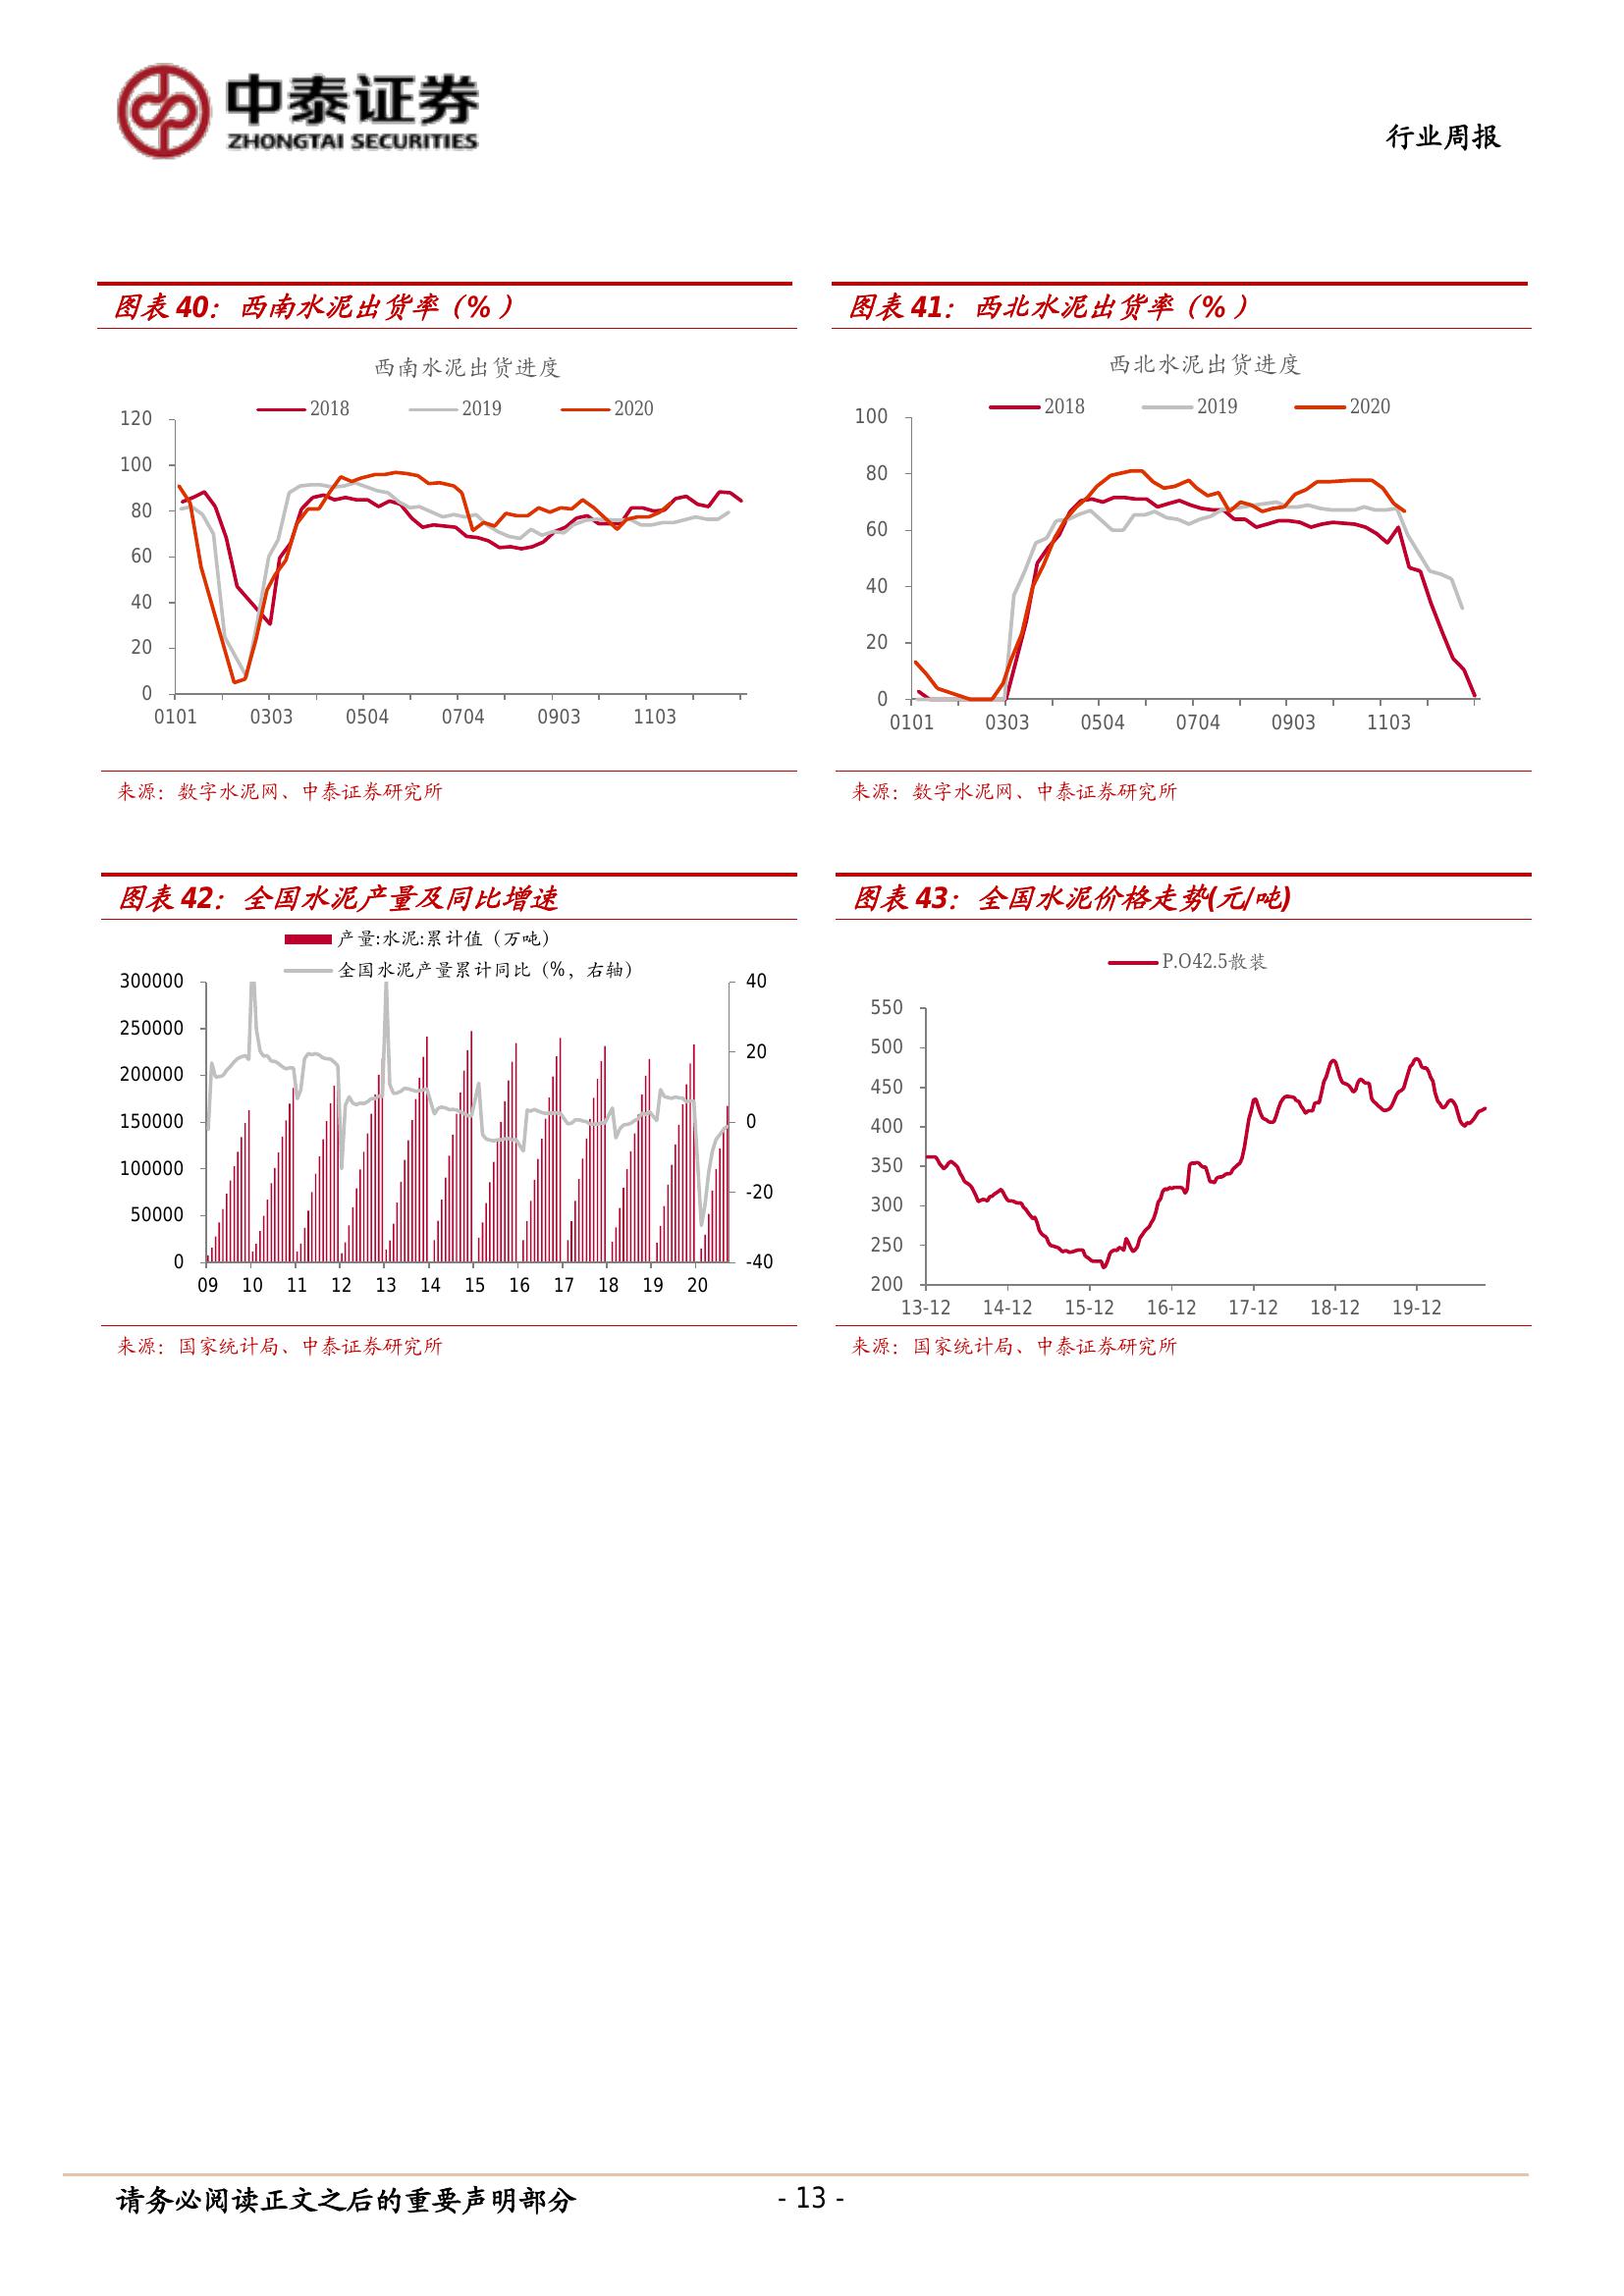 中泰证券
ZHONGTAI SECURITIES
行业周报
图表 40：西南水泥出货率（%）
西南水泥出货进度
2018 2019 2020
120
100
80
60
40
20
0
0101 0303 0504 0704 0903 1103
来源：数字水泥网、中泰证券研究所
图表 41：西北水泥出货率（%）
西北水泥出货进度
2018 2019 2020
100
80
60
40
20
0
0101 0303 0504 0704 0903 1103
来源：数字水泥网、中泰证券研究所
图表 42：全国水泥产量及同比增速
产量:水泥:累计值（万吨）
全国水泥产量累计同比（%，右轴）
300000 40
250000
200000 20
150000 0
100000
50000 -20
0 -40
09 10 11 12 13 14 15 16 17 18 19 20
来源：国家统计局、中泰证券研究所
图表 43：全国水泥价格走势(元/吨)
P.O42.5散装
550
500
450
400
350
300
250
200
13-12 14-12 15-12 16-12 17-12 18-12 19-12
来源：国家统计局、中泰证券研究所
请务必阅读正文之后的重要声明部分 - 13 -